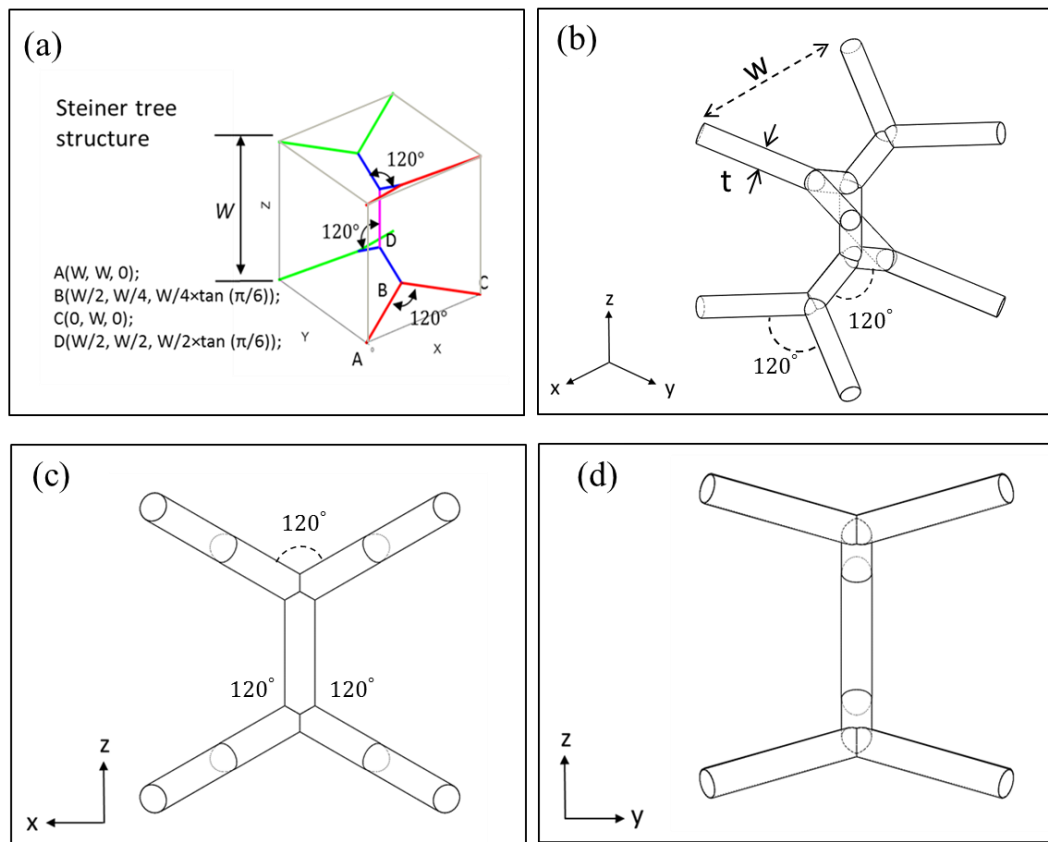 (a)
Steiner tree
structure
W
Z
120°
120°
D
B
C
120°
Y
X
A
A(W, W, 0);
B(W/2, W/4, W/4×tan (π/6));
C(0, W, 0);
D(W/2, W/2, W/2×tan (π/6));
(b)
W
t
120°
120°
z
x
y
(c)
120°
120°
120°
z
x
(d)
z
y